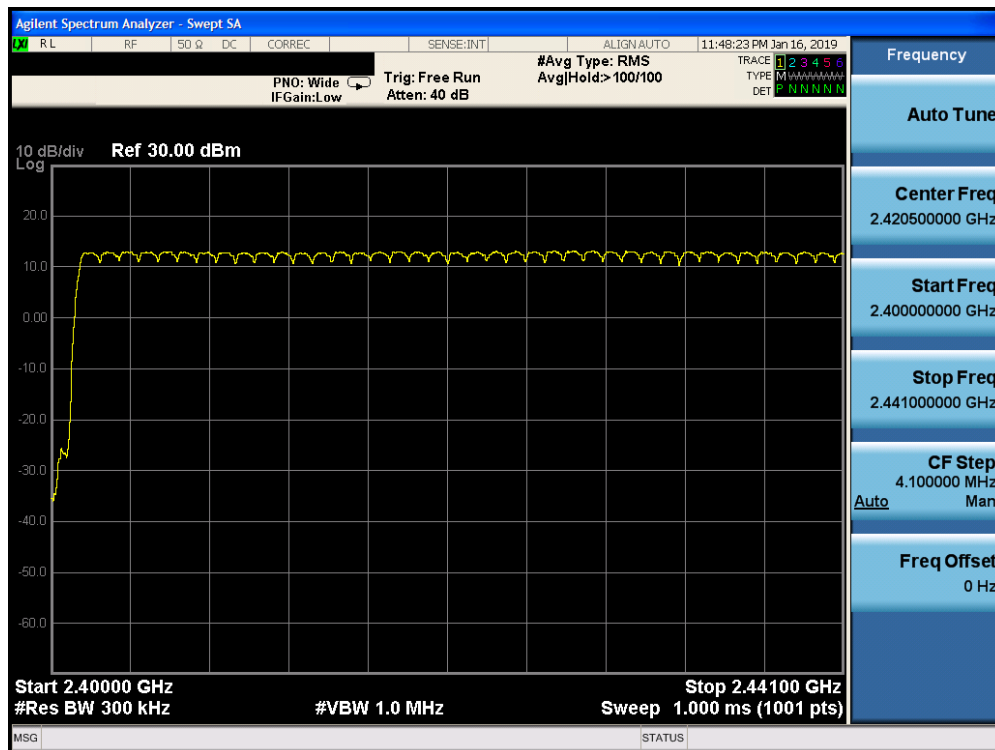 Agilent Spectrum Analyzer - Swept SA
LXI RL RF 50 Ω DC CORREC SENSE:INT ALIGN AUTO 11:48:23 PM Jan 16, 2019
Frequency
#Avg Type: RMS
TRACE 1 2 3 4 5 6
PNO: Wide
Trig: Free Run
Avg|Hold:>100/100
TYPE M WWWWW
IFGain:Low
Atten: 40 dB
DET P N N N N N
Auto Tune
10 dB/div
Ref 30.00 dBm
Log
20.0
10.0
0.00
-10.0
-20.0
-30.0
-40.0
-50.0
-60.0
Center Freq
2.420500000 GHz
Start Freq
2.400000000 GHz
Stop Freq
2.441000000 GHz
CF Step
4.100000 MHz
Auto Man
Freq Offset
0 Hz
Start 2.40000 GHz
Stop 2.44100 GHz
#Res BW 300 kHz
#VBW 1.0 MHz
Sweep 1.000 ms (1001 pts)
MSG
STATUS